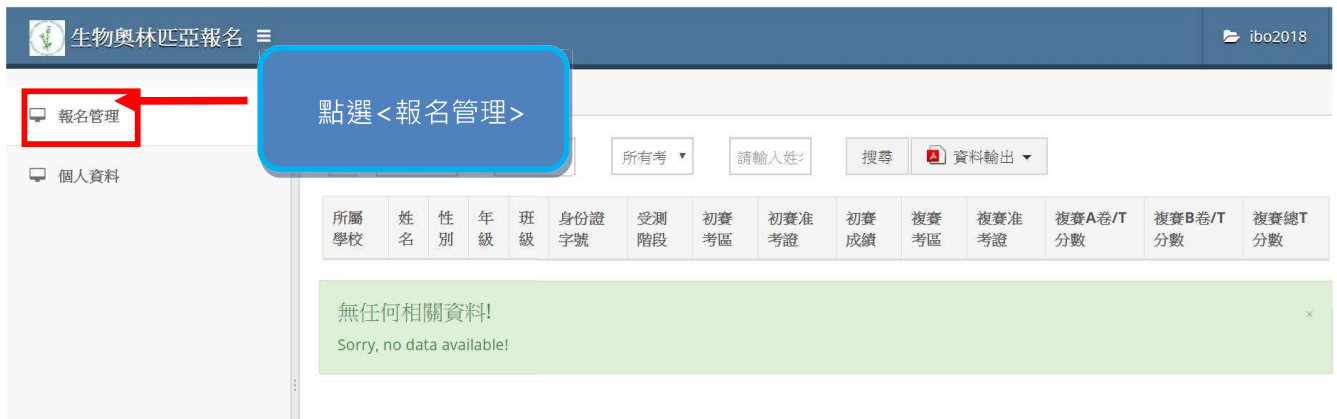 生物奧林匹亞報名
ibo2018
報名管理
點選<報名管理>
個人資料
所有考
請輸入姓
搜尋
資料輸出
所屬學校 姓名 性別 年級 班級 身份證字號 受測階段 初賽考區 初賽准考證 初賽成績 複賽考區 複賽准考證 複賽A卷/T分數 複賽B卷/T分數 複賽總T分數
無任何相關資料!
×
Sorry, no data available!